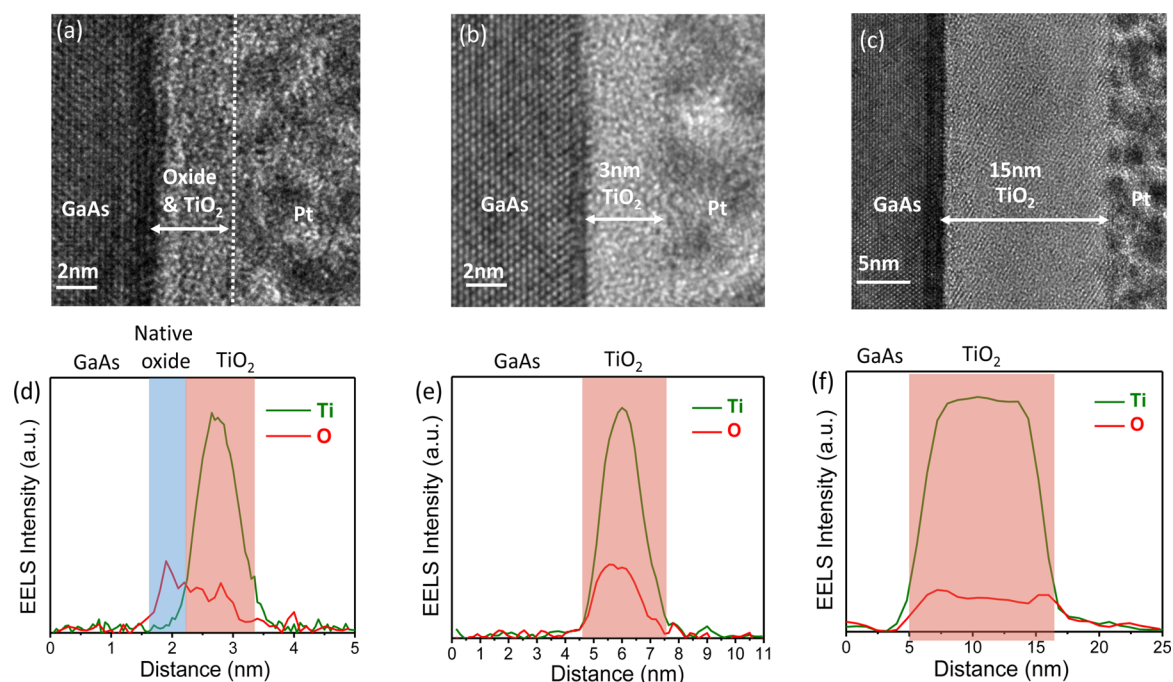 (a)
Oxide
& TiO₂
GaAs
Pt
2nm
(b)
3nm
TiO₂
GaAs
Pt
2nm
(c)
15nm
TiO₂
GaAs
Pt
5nm
(d)
GaAs
Native
oxide
TiO₂
Ti
O
EELS Intensity (a.u.)
0 1 2 3 4 5
Distance (nm)
(e)
GaAs
TiO₂
Ti
O
EELS Intensity (a.u.)
0 1 2 3 4 5 6 7 8 9 10 11
Distance (nm)
(f)
GaAs
TiO₂
Ti
O
EELS Intensity (a.u.)
0 5 10 15 20 25
Distance (nm)